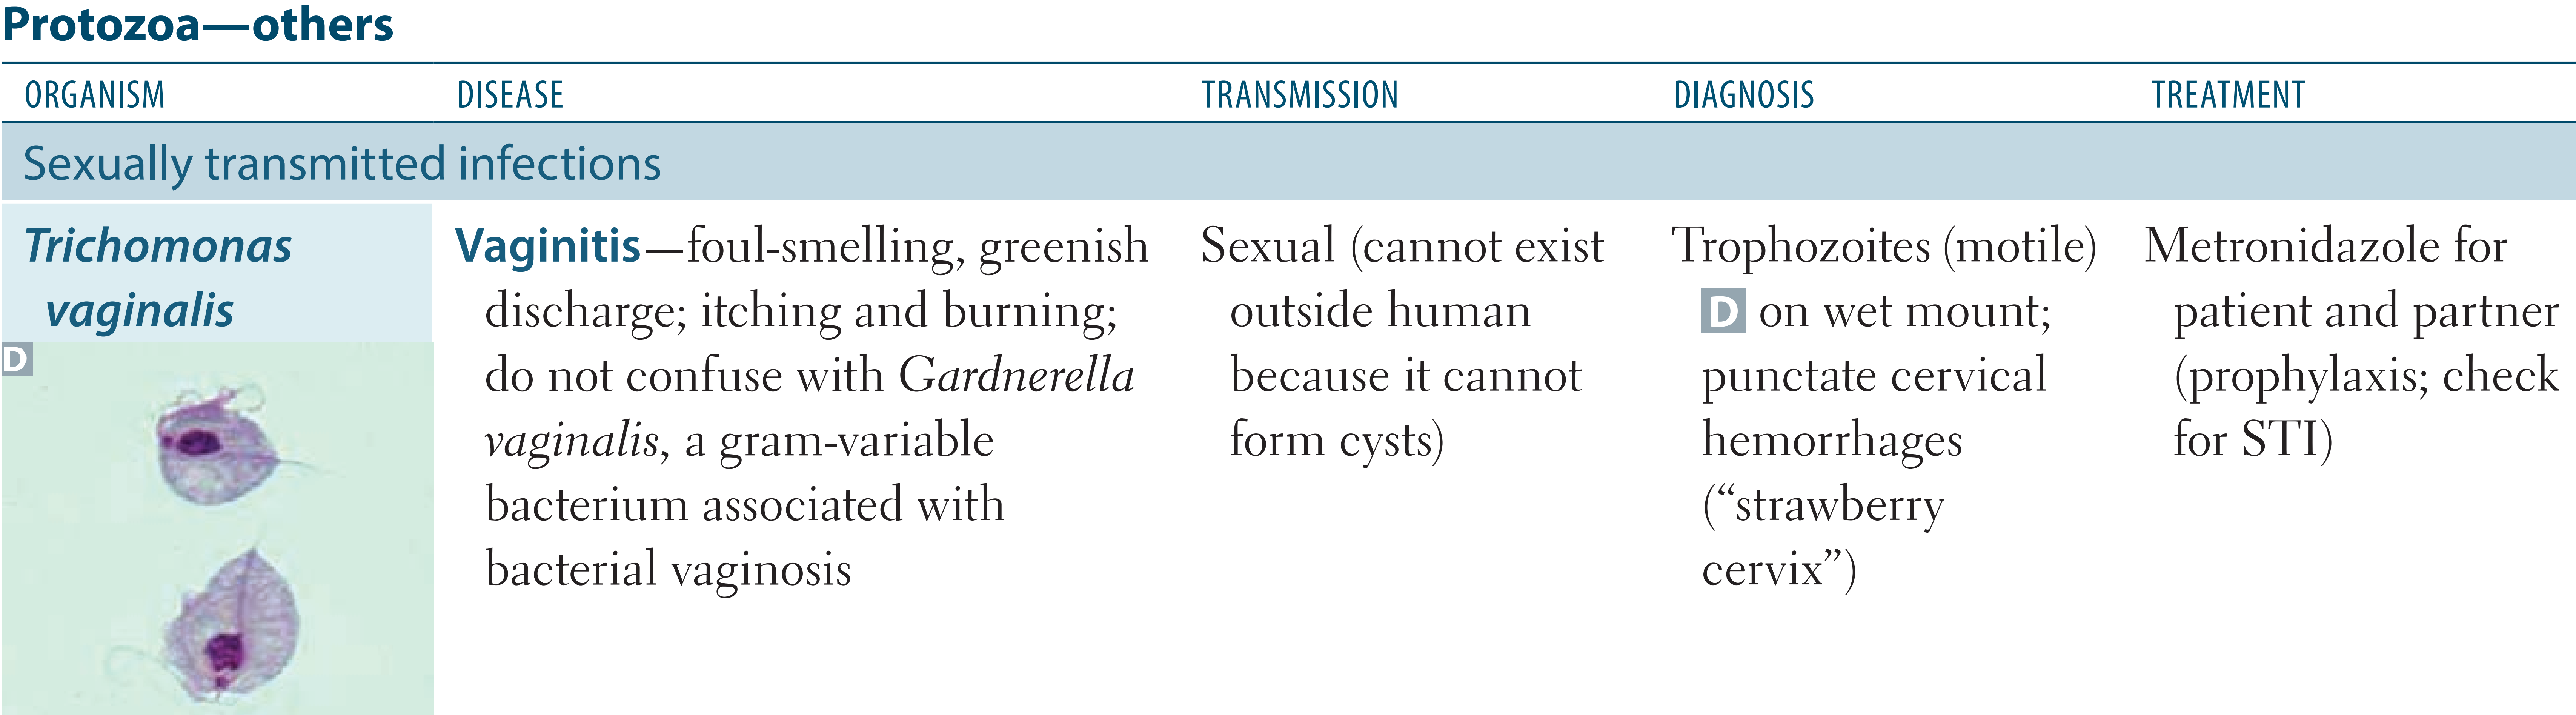 Protozoa—others
ORGANISM DISEASE TRANSMISSION DIAGNOSIS TREATMENT
Sexually transmitted infections
Trichomonas
vaginalis
D
Vaginitis—foul-smelling, greenish
discharge; itching and burning;
do not confuse with Gardnerella
vaginalis, a gram-variable
bacterium associated with
bacterial vaginosis
Sexual (cannot exist
outside human
because it cannot
form cysts)
Trophozoites (motile)
D on wet mount;
punctate cervical
hemorrhages
(“strawberry
cervix”)
Metronidazole for
patient and partner
(prophylaxis; check
for STI)